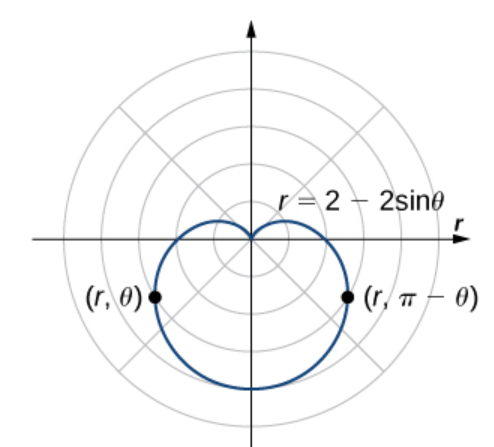 r = 2 − 2sinθ
r
(r, θ)
(r, π − θ)